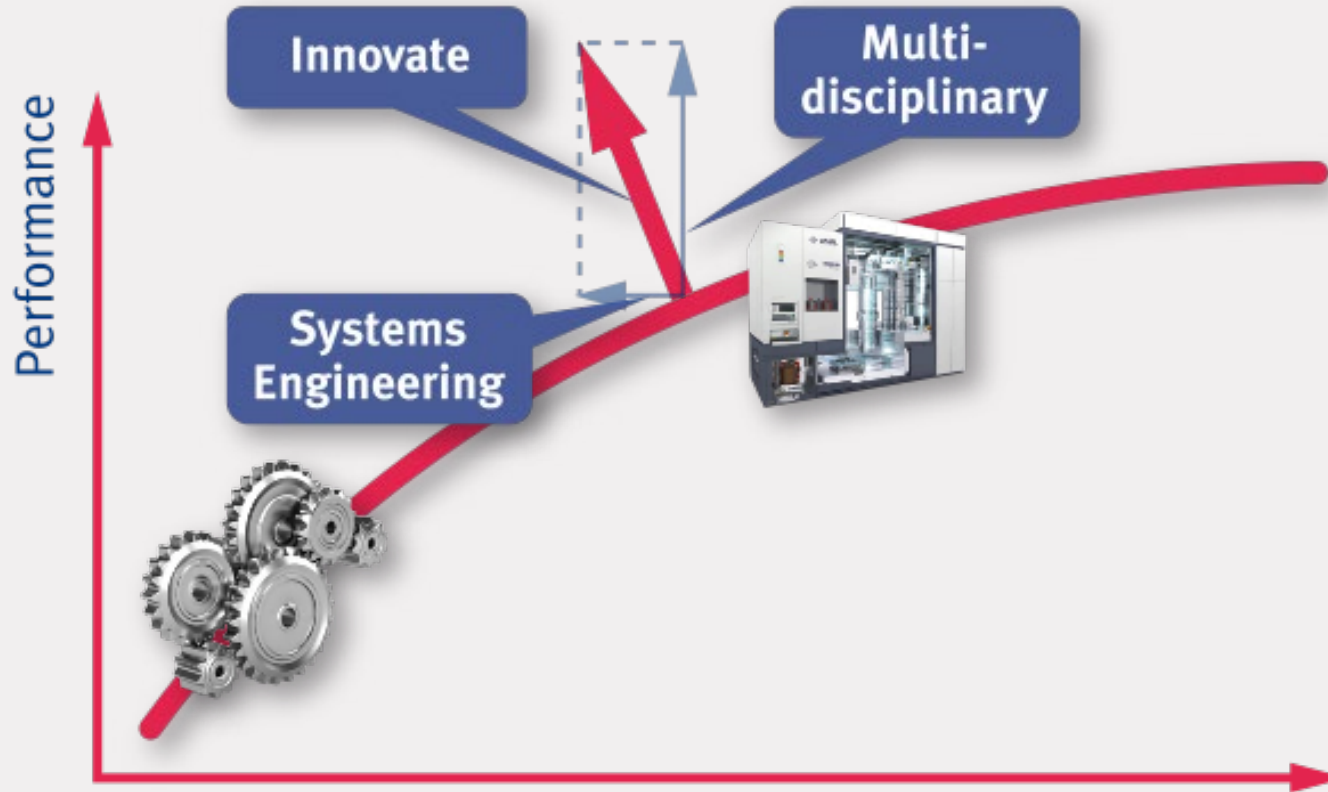 Innovate
Multi-
disciplinary
Performance
Systems
Engineering